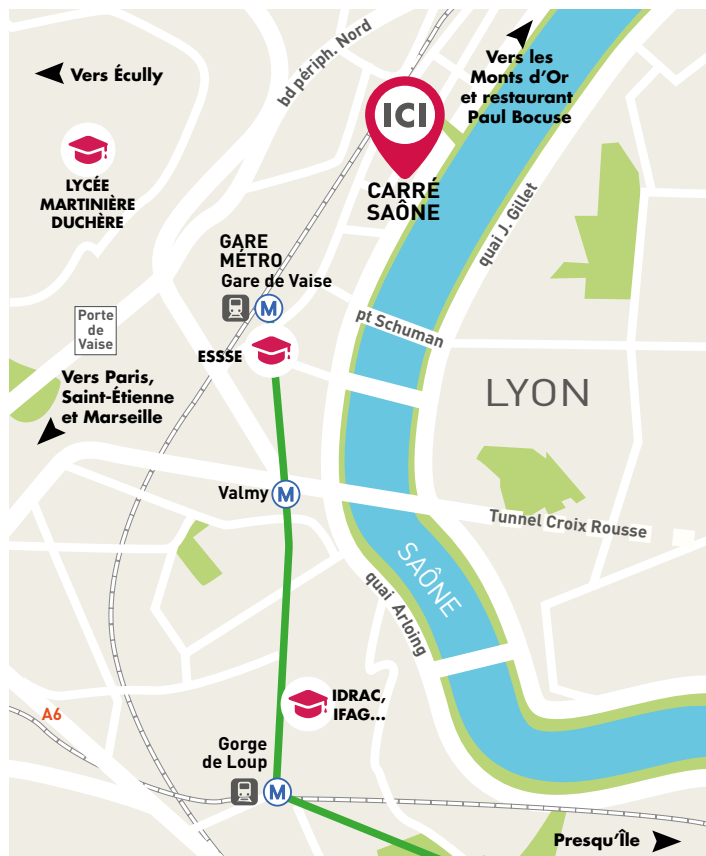 bd périph. Nord
Vers les
Monts d'Or
et restaurant
Paul Bocuse
Vers Écully
ICI
LYCÉE
MARTINIÈRE
DUCHÈRE
CARRÉ
SAÔNE
quai J. Gillet
GARE
MÉTRO
Gare de Vaise
M
Porte
de
Vaise
pt Schuman
ESSSE
Vers Paris,
Saint-Étienne
et Marseille
LYON
Valmy
M
Tunnel Croix Rousse
SAÔNE
quai Arloing
IDRAC,
IFAG...
A6
Gorge
de Loup
M
Presqu'Île